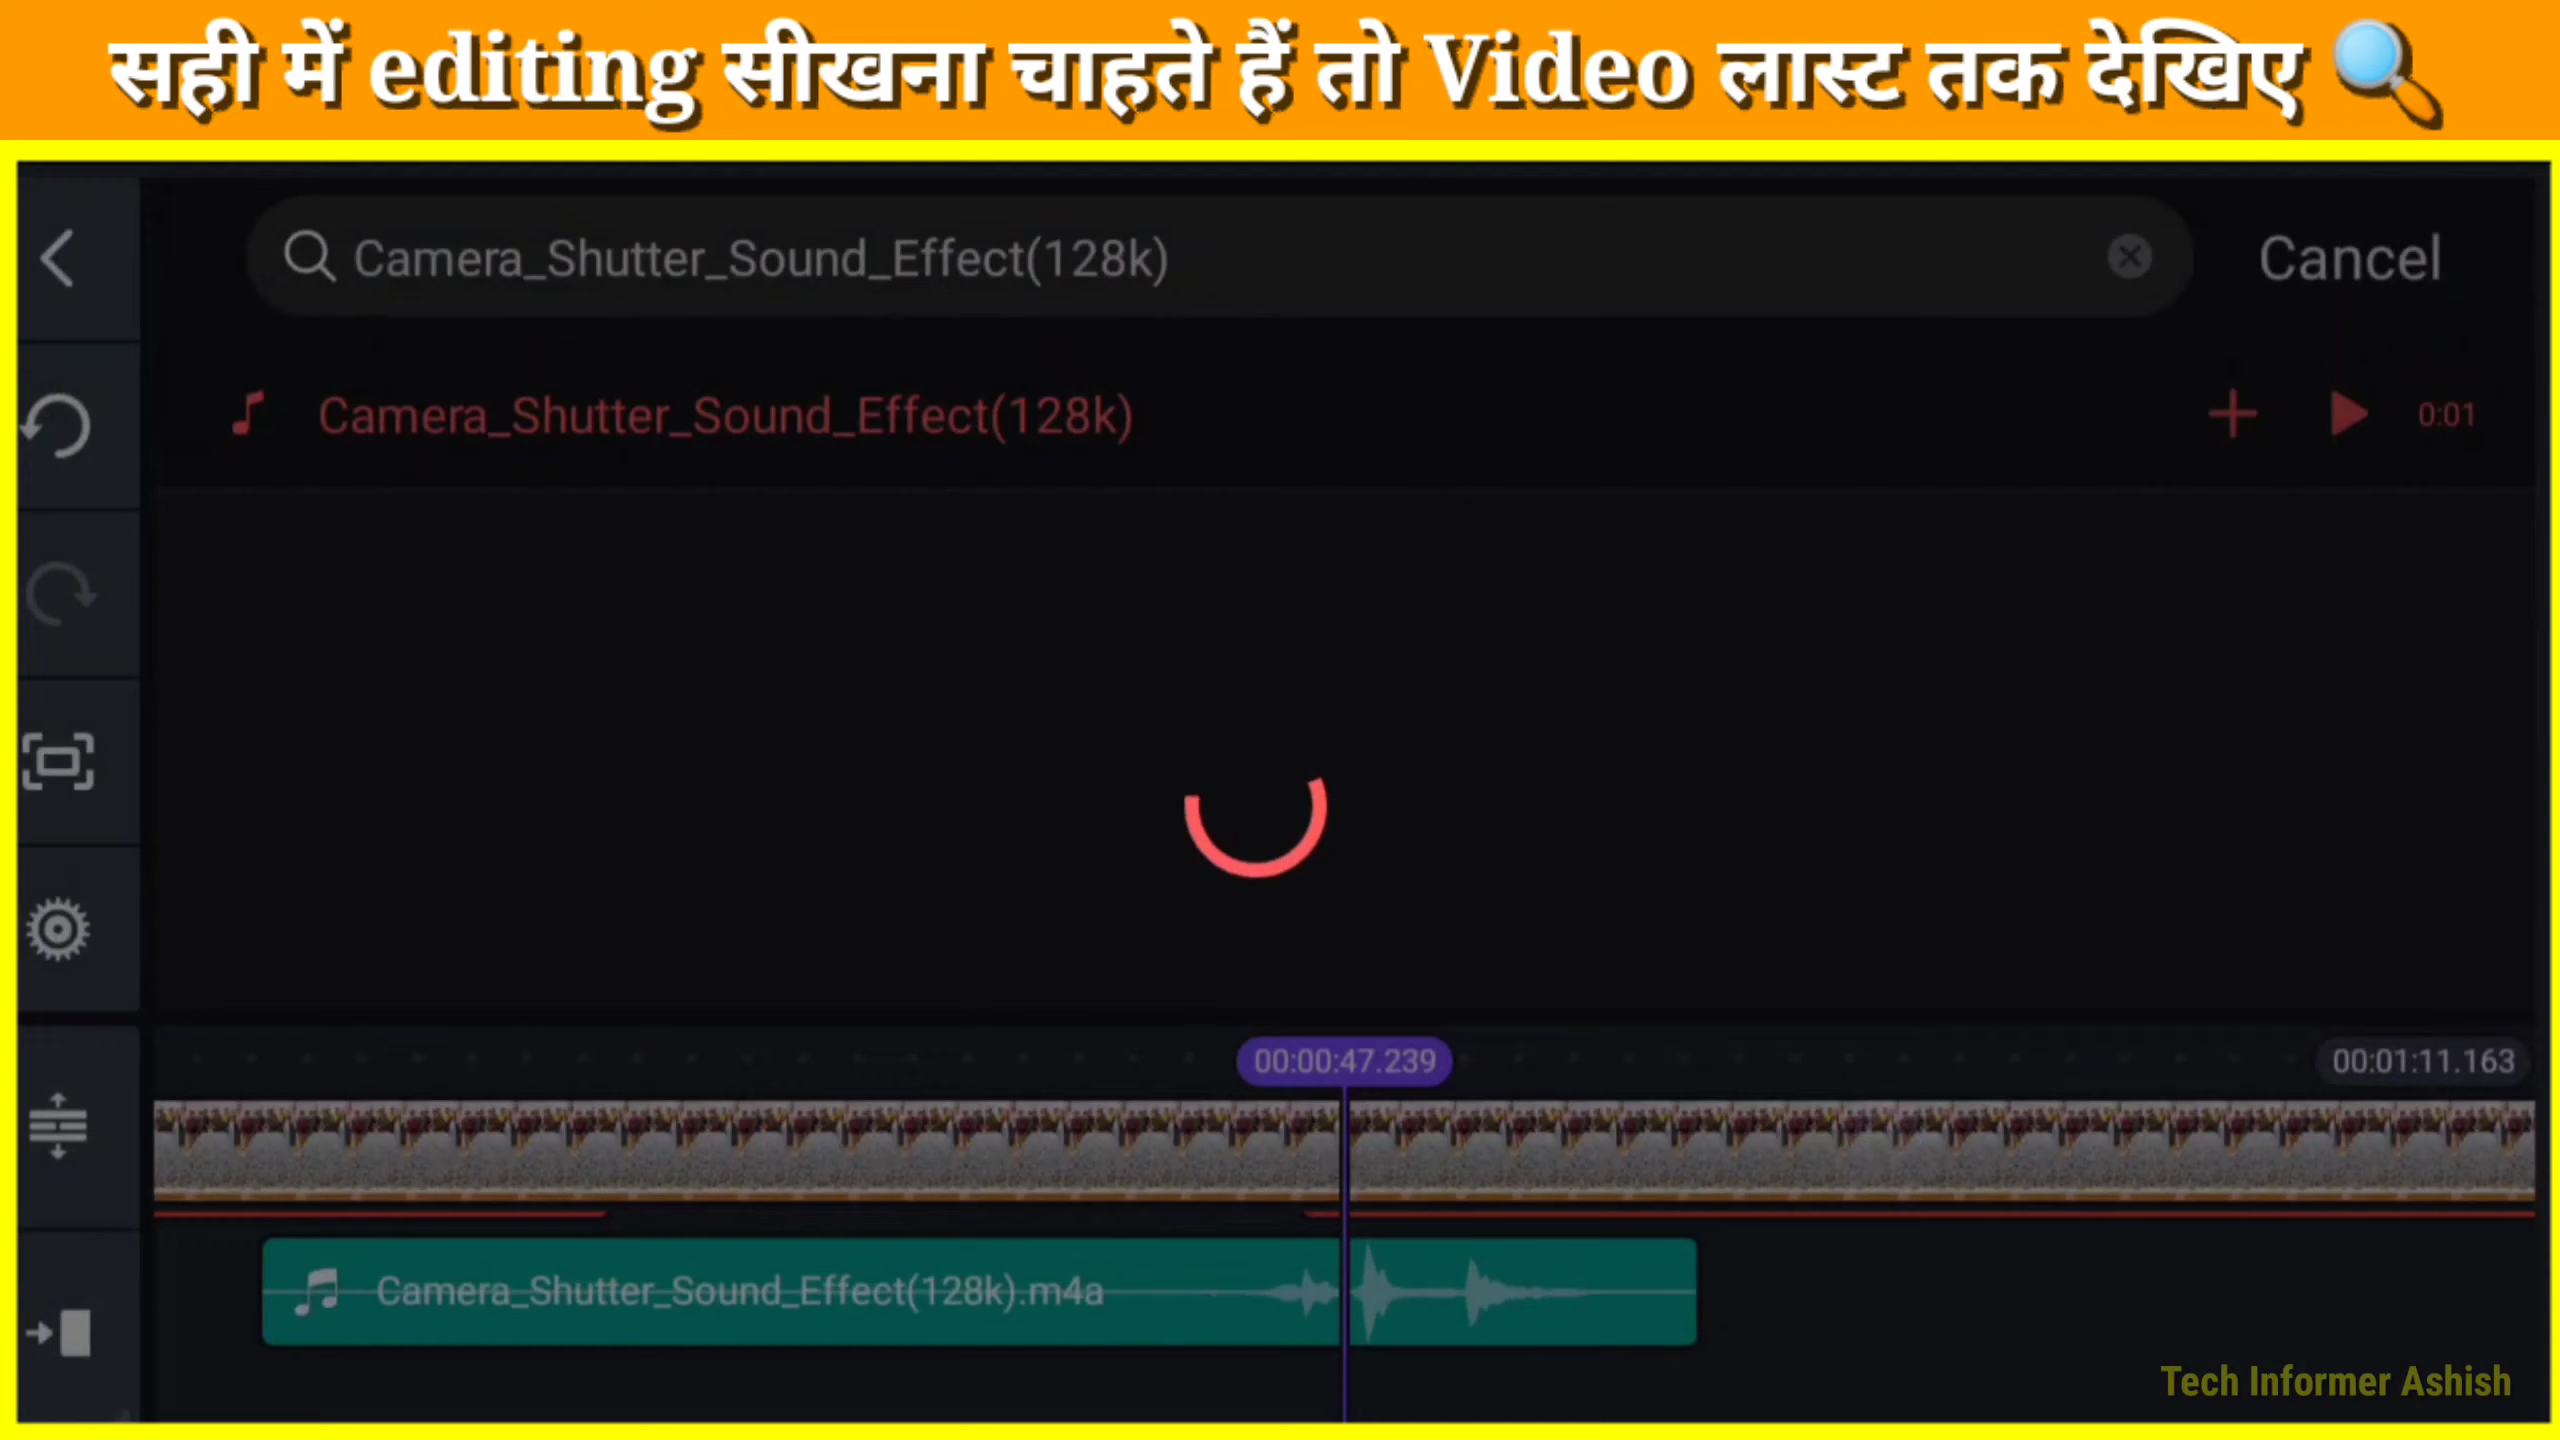 सही में editing सीखना चाहते हैं तो Video लास्ट तक देखिए
Camera_Shutter_Sound_Effect(128k)
Cancel
Camera_Shutter_Sound_Effect(128k)
0:01
00:00:47.239
00:01:11.163
Camera_Shutter_Sound_Effect(128k).m4a
Tech Informer Ashish